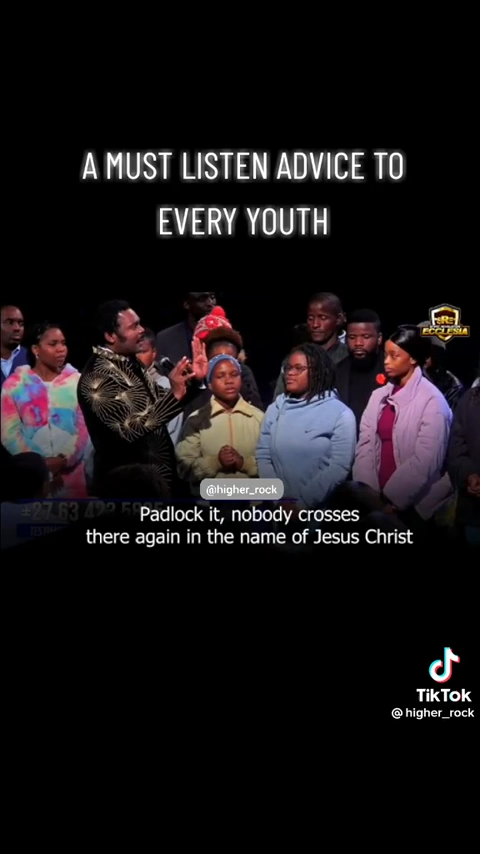 A MUST LISTEN ADVICE TO
EVERY YOUTH
ECCLESIA
@higher_rock
Padlock it, nobody crosses
there again in the name of Jesus Christ
TikTok
@ higher_rock